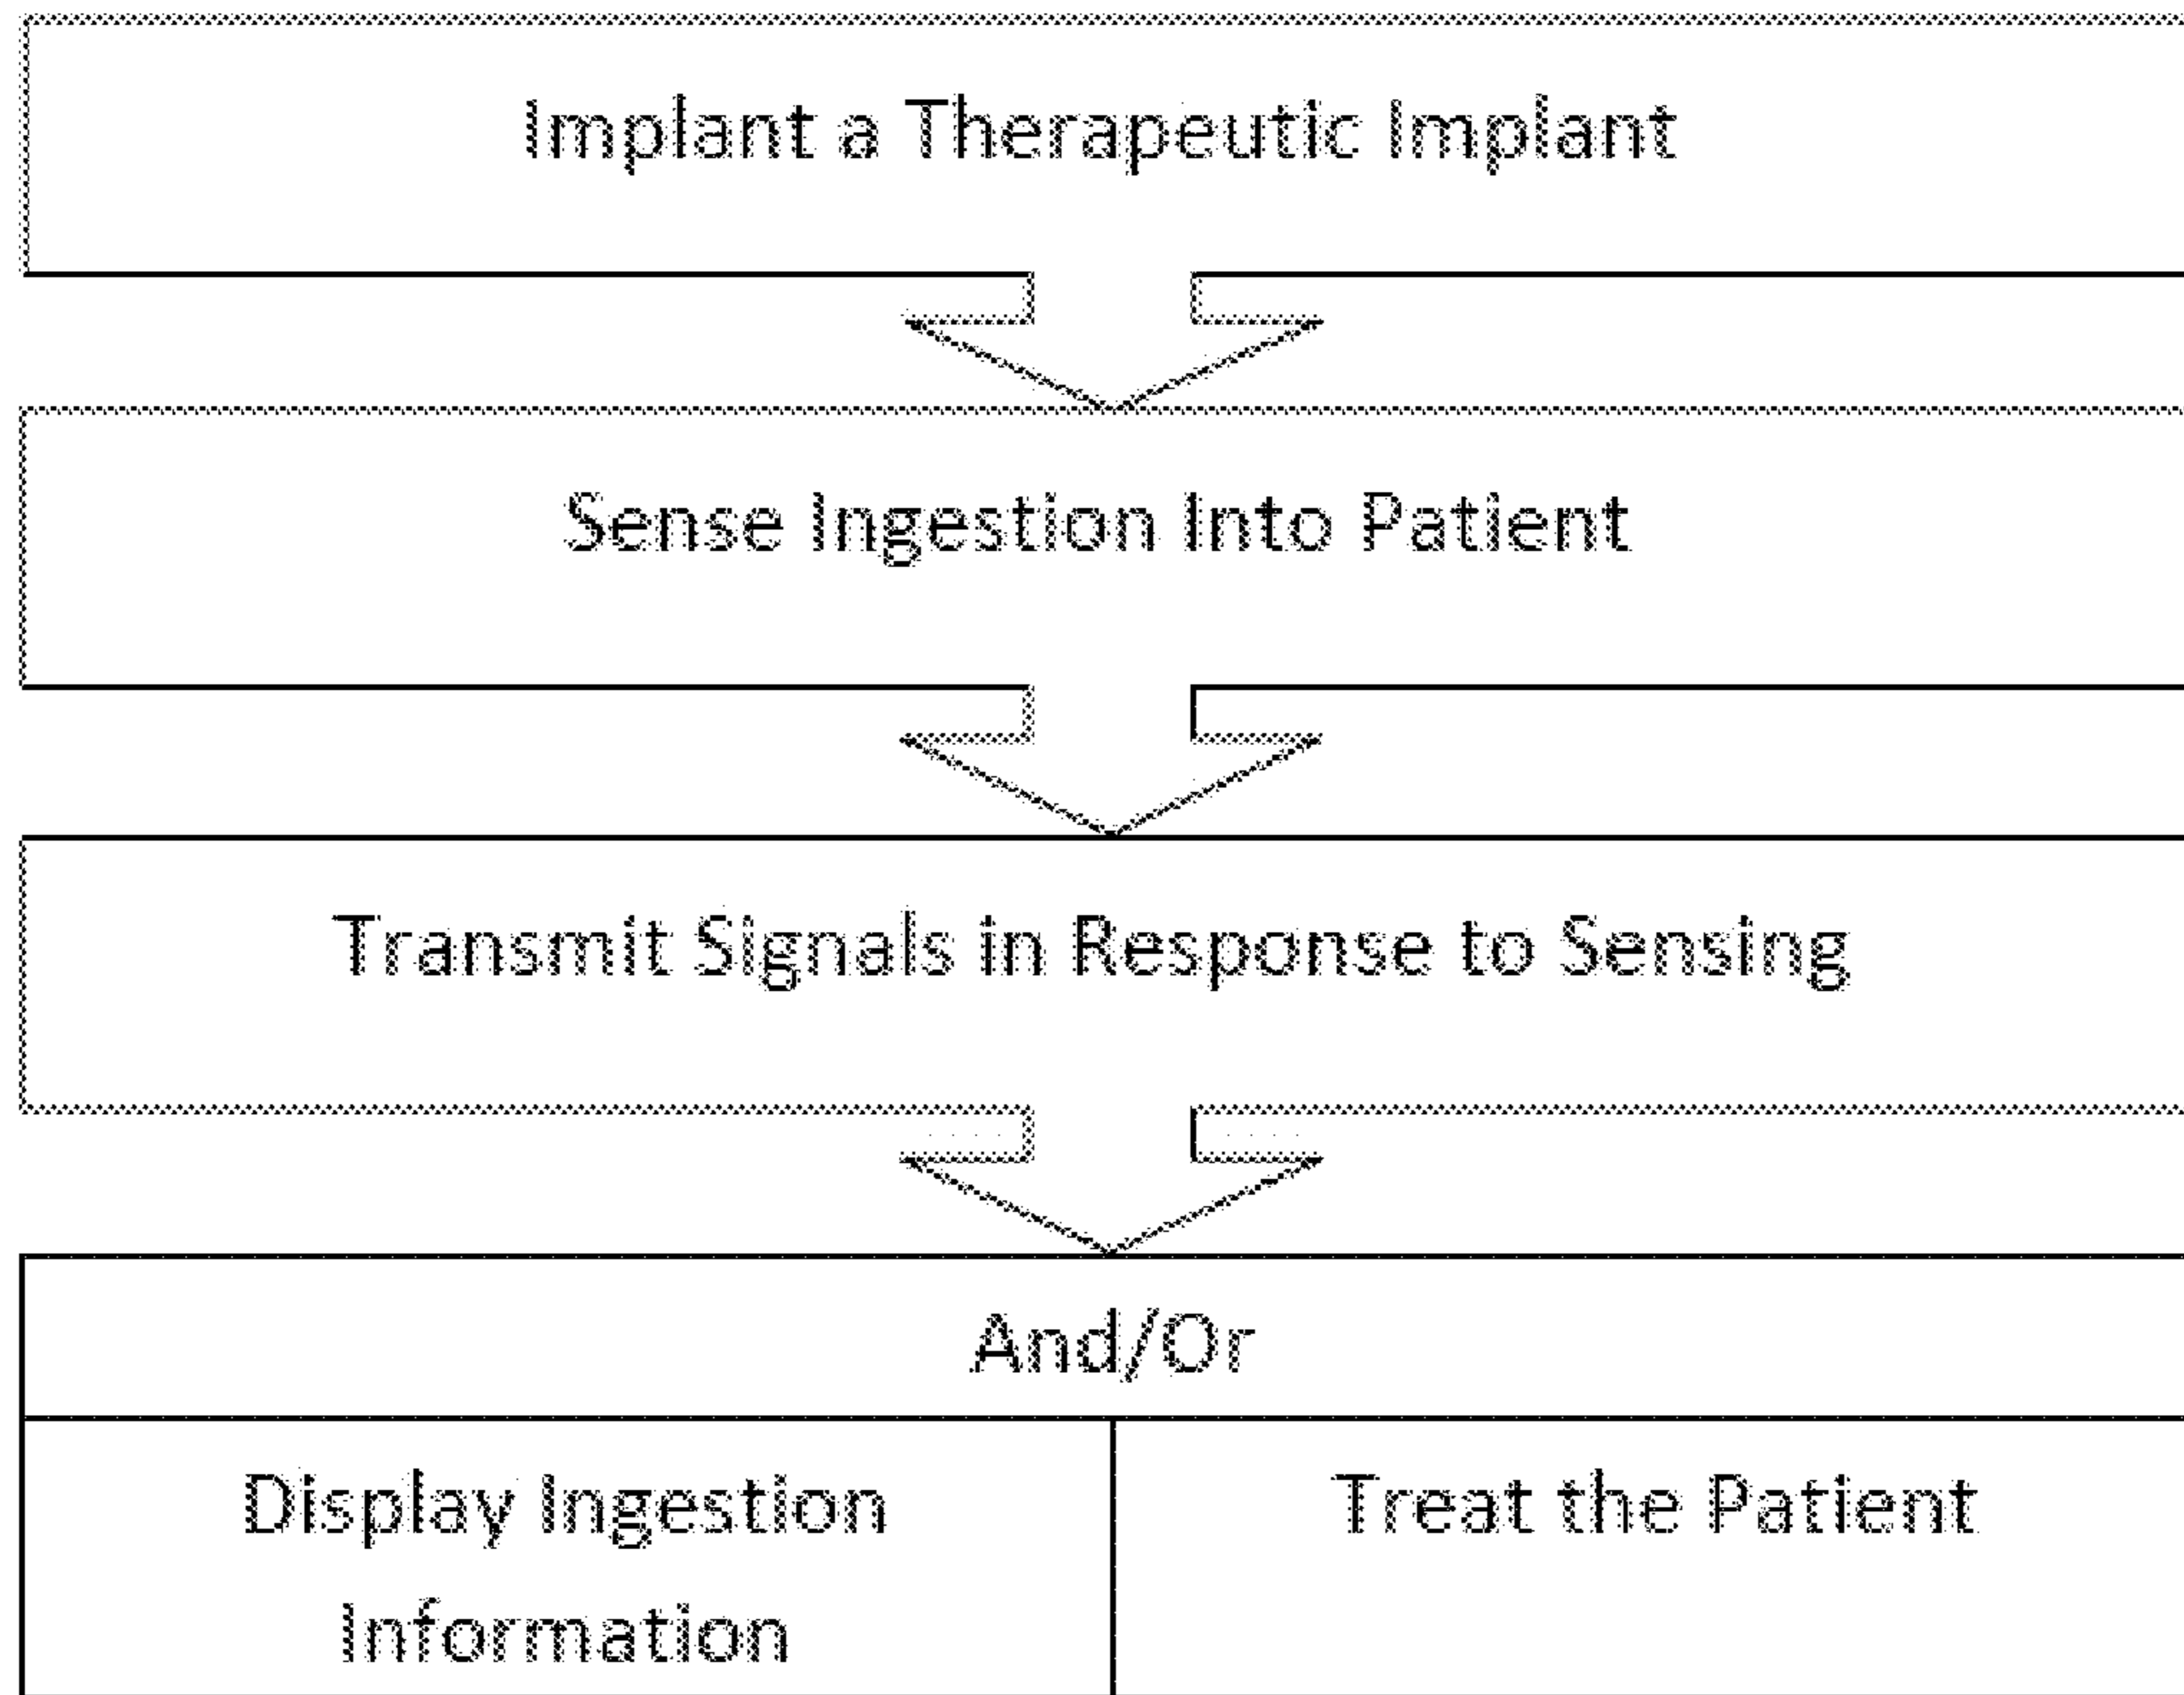 Implant a Therapeutic Implant
Sense Ingestion Into Patient
Transmit Signals in Response to Sensing
And/Or
Display Ingestion
Information
Treat the Patient